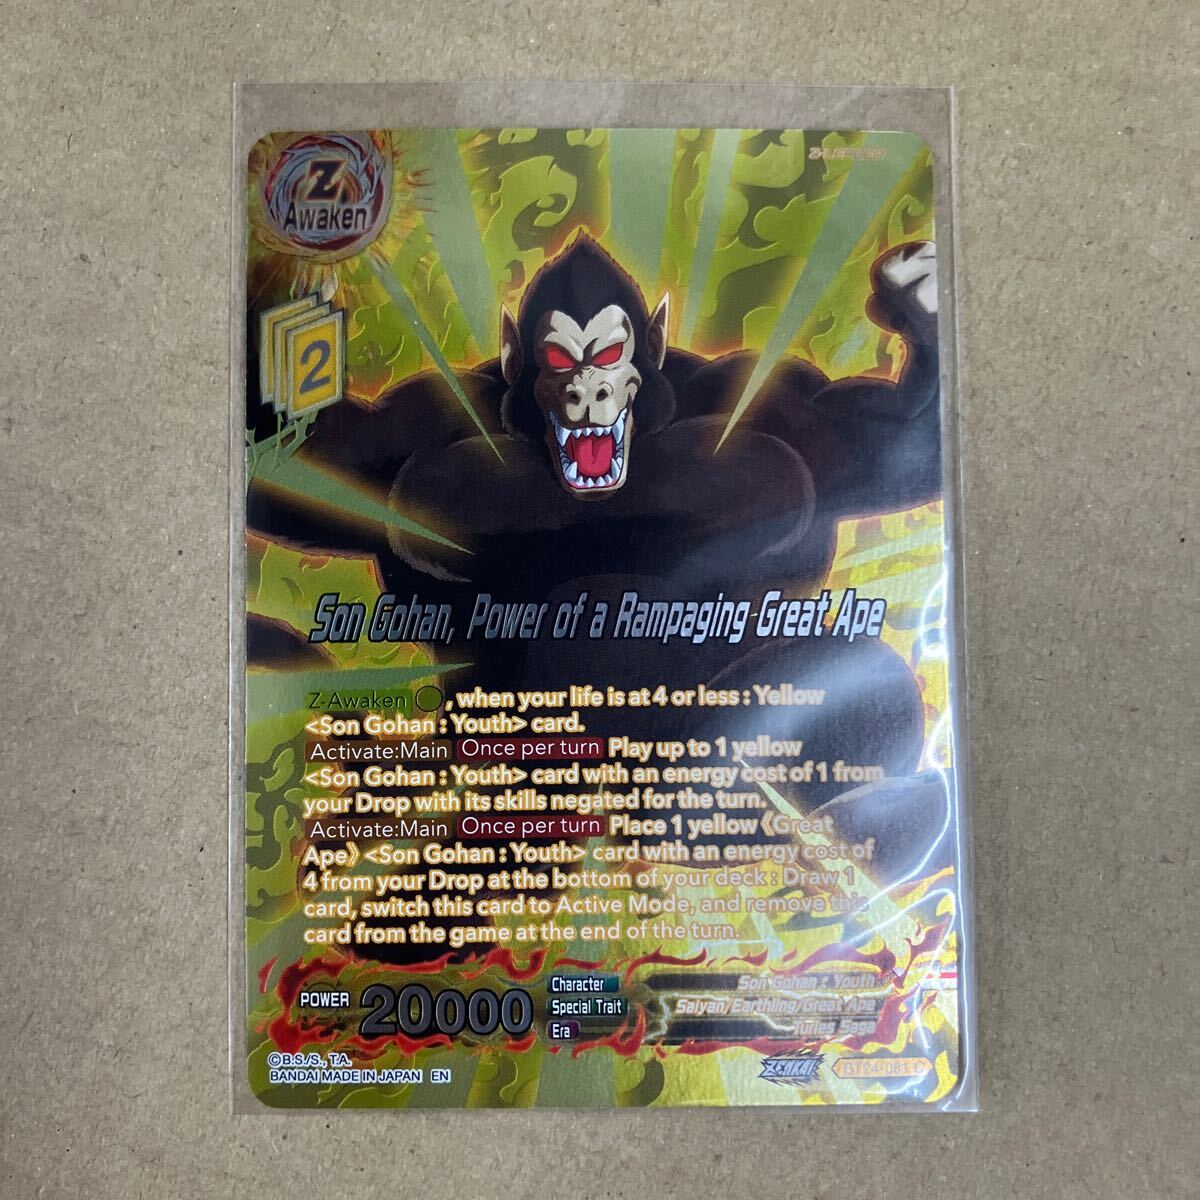 Z-LEADER
Z
Awaken
2
Son Gohan, Power of a Rampaging Great Ape
Z-Awaken , when your life is at 4 or less : Yellow
<Son Gohan : Youth> card.
Activate:Main Once per turn Play up to 1 yellow
<Son Gohan : Youth> card with an energy cost of 1 from
your Drop with its skills negated for the turn.
Activate:Main Once per turn Place 1 yellow 《Great
Ape》 <Son Gohan : Youth> card with an energy cost of
4 from your Drop at the bottom of your deck : Draw 1
card, switch this card to Active Mode, and remove this
card from the game at the end of the turn.
POWER 20000
Character Son Gohan : Youth
Special Trait Saiyan/Earthling/Great Ape
Era Turles Saga
©B.S./S., T.A.
BANDAI MADE IN JAPAN EN
ZENKAI
BT24-081